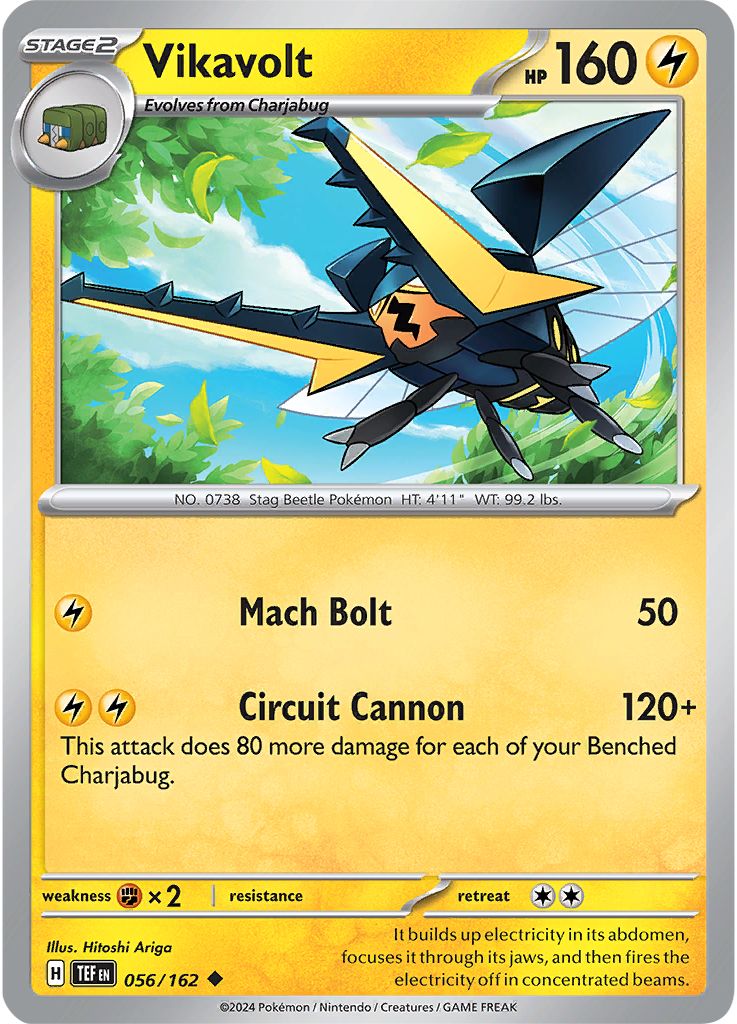 STAGE2
Vikavolt
HP 160
Evolves from Charjabug
NO. 0738 Stag Beetle Pokémon HT: 4'11" WT: 99.2 lbs.
Mach Bolt 50
Circuit Cannon 120+
This attack does 80 more damage for each of your Benched
Charjabug.
weakness ×2 resistance retreat
Illus. Hitoshi Ariga
H TEF EN 056/162
It builds up electricity in its abdomen,
focuses it through its jaws, and then fires the
electricity off in concentrated beams.
©2024 Pokémon / Nintendo / Creatures / GAME FREAK